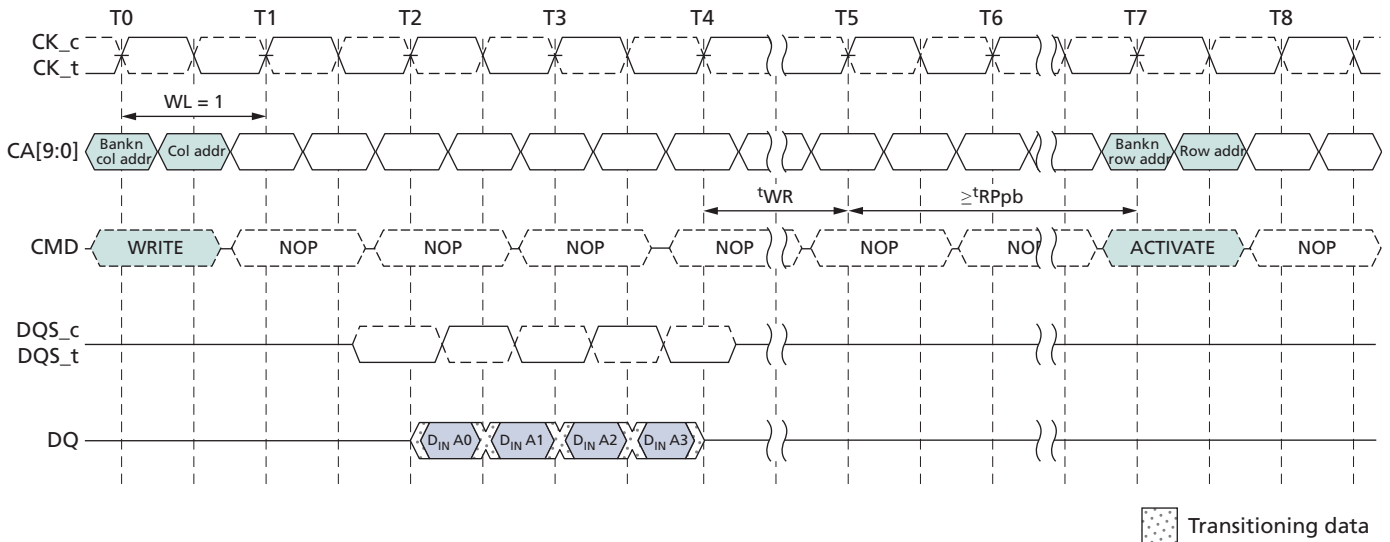 T0 T1 T2 T3 T4 T5 T6 T7 T8
CK_c
CK_t
WL = 1
CA[9:0]
Bankn
col addr
Col addr
Bankn
row addr
Row addr
tWR
≥tRPpb
CMD
WRITE NOP NOP NOP NOP NOP NOP ACTIVATE NOP
DQS_c
DQS_t
DQ
DIN A0 DIN A1 DIN A2 DIN A3
Transitioning data